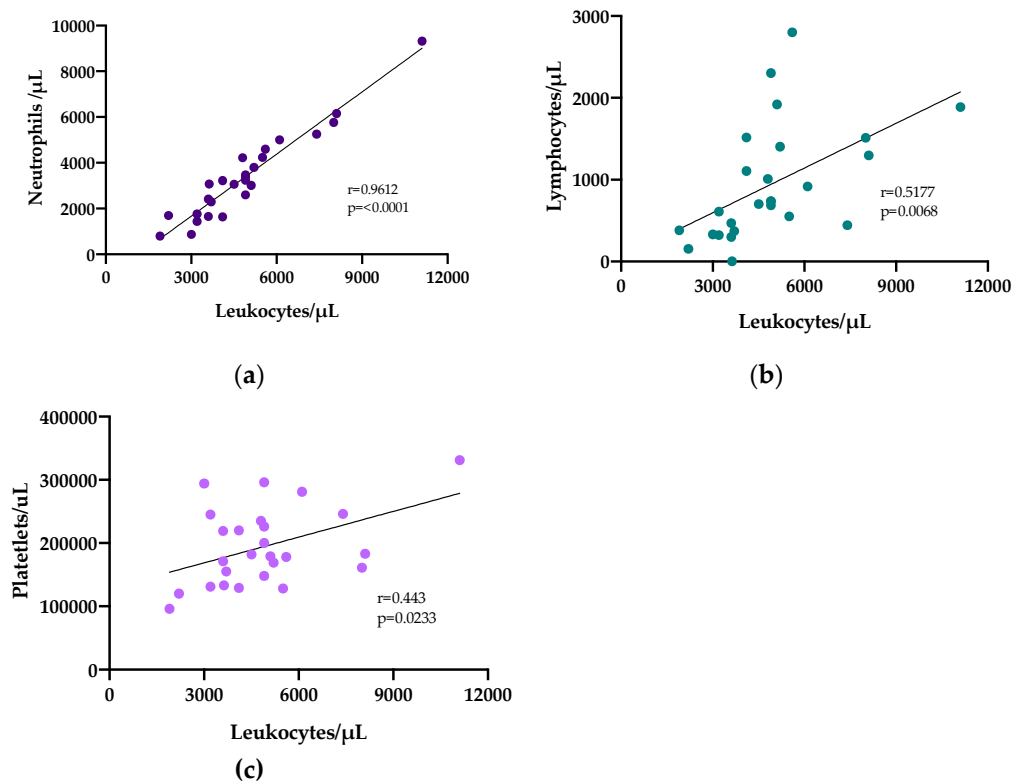 10000
8000
6000
4000
2000
0
Neutrophils /μL
r=0.9612
p=<0.0001
0 3000 6000 9000 12000
Leukocytes/μL
(a)
3000
2000
1000
0
Lymphocytes/μL
r=0.5177
p=0.0068
0 3000 6000 9000 12000
Leukocytes/μL
(b)
400000
300000
200000
100000
0
Platetlets/uL
r=0.443
p=0.0233
0 3000 6000 9000 12000
Leukocytes/μL
(c)